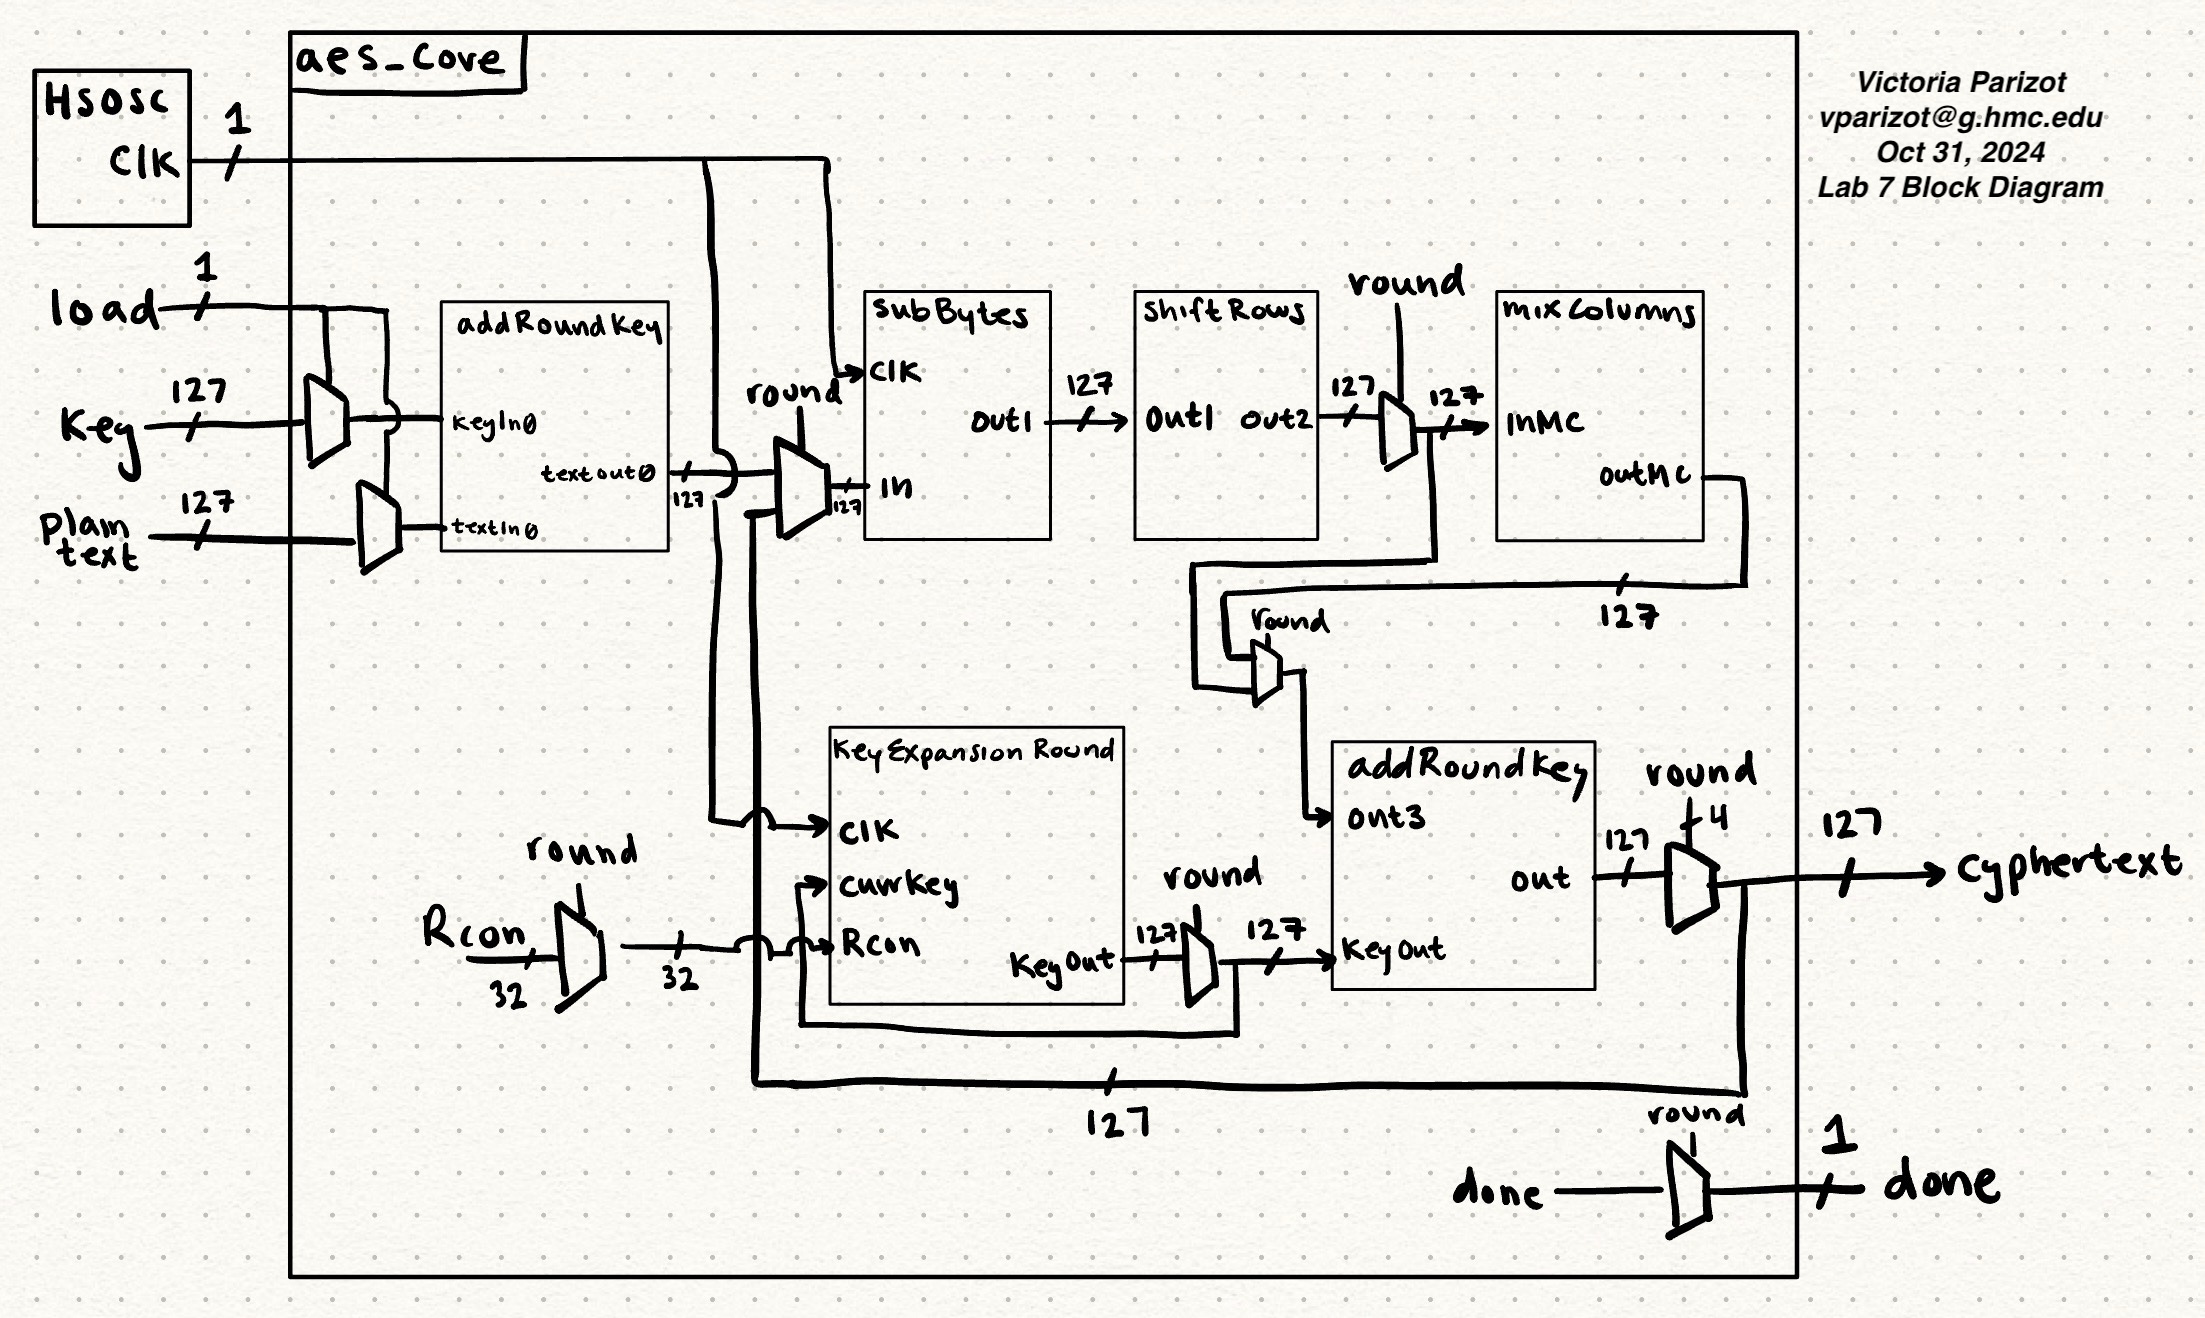 aes_core
Victoria Parizot
vparizot@g.hmc.edu
Oct 31, 2024
Lab 7 Block Diagram
HSOSC
Clk
1
load
1
Key
127
plain
text
127
addRoundKey
KeyIn0
textout0
textIn0
127
round
127
subBytes
Clk
out1
In
127
shiftRows
out1 out2
127
round
127
mixColumns
InMC
outMC
127
round
KeyExpansion Round
Clk
currKey
Rcon
KeyOut
round
Rcon
32
32
127
round
127
addRoundKey
out3
out
KeyOut
127
round
4
127
cyphertext
127
round
done
1
done